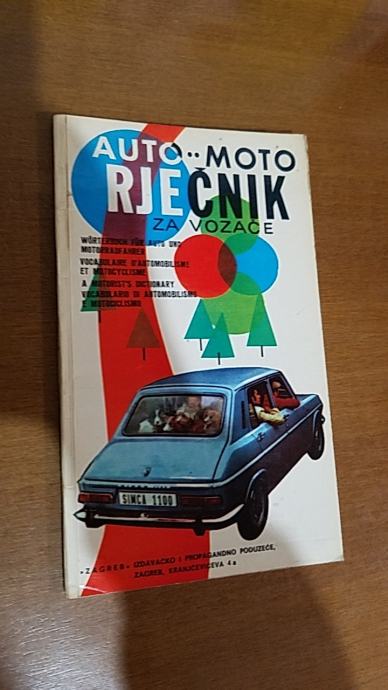 AUTO-MOTO
RJEČNIK
ZA VOZAČE
WÖRTERBUCH FÜR AUTO UND
MOTORRADFAHRER
VOCABULAIRE D'AUTOMOBILISME
ET MOTOCYCLISME
A MOTORIST'S DICTIONARY
VOCABULARIO DI AUTOMOBILISMO
E MOTOCICLISMO
SIMCA 1100
»ZAGREB« IZDAVAČKO I PROPAGANDNO PODUZEĆE,
ZAGREB, KRANJČEVIĆEVA 4a